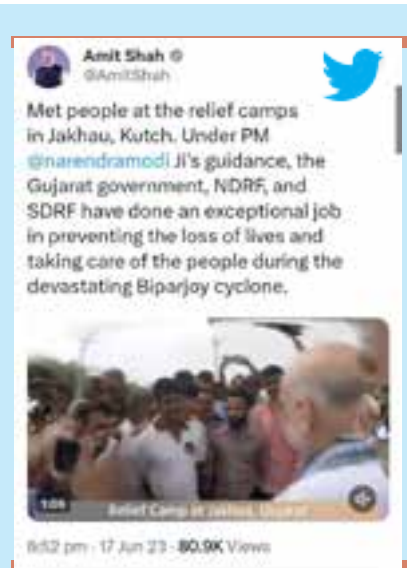 Amit Shah
@AmitShah
Met people at the relief camps
in Jakhau, Kutch. Under PM
@narendramodi Ji's guidance, the
Gujarat government, NDRF, and
SDRF have done an exceptional job
in preventing the loss of lives and
taking care of the people during the
devastating Biparjoy cyclone.
1:05
Relief Camp at Jakhau, Gujarat
8:52 pm · 17 Jun 23 · 80.9K Views